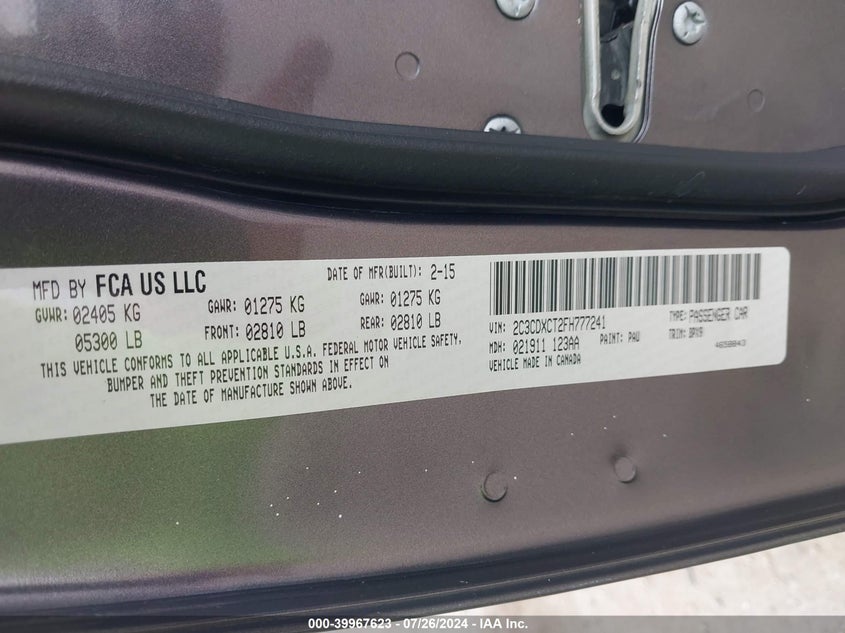 MFD BY FCA US LLC
DATE OF MFR(BUILT): 2-15
GVWR: 02405 KG
GAWR: 01275 KG
GAWR: 01275 KG
05300 LB
FRONT: 02810 LB
REAR: 02810 LB
THIS VEHICLE CONFORMS TO ALL APPLICABLE U.S.A. FEDERAL MOTOR VEHICLE SAFETY,
BUMPER AND THEFT PREVENTION STANDARDS IN EFFECT ON
THE DATE OF MANUFACTURE SHOWN ABOVE.
VIN: 2C3CDXCT2FH777241
TYPE: PASSENGER CAR
MDH: 021911 123AA
PAINT: PAU
TRIM:
VEHICLE MADE IN CANADA
000-39967623 - 07/26/2024 - IAA Inc.